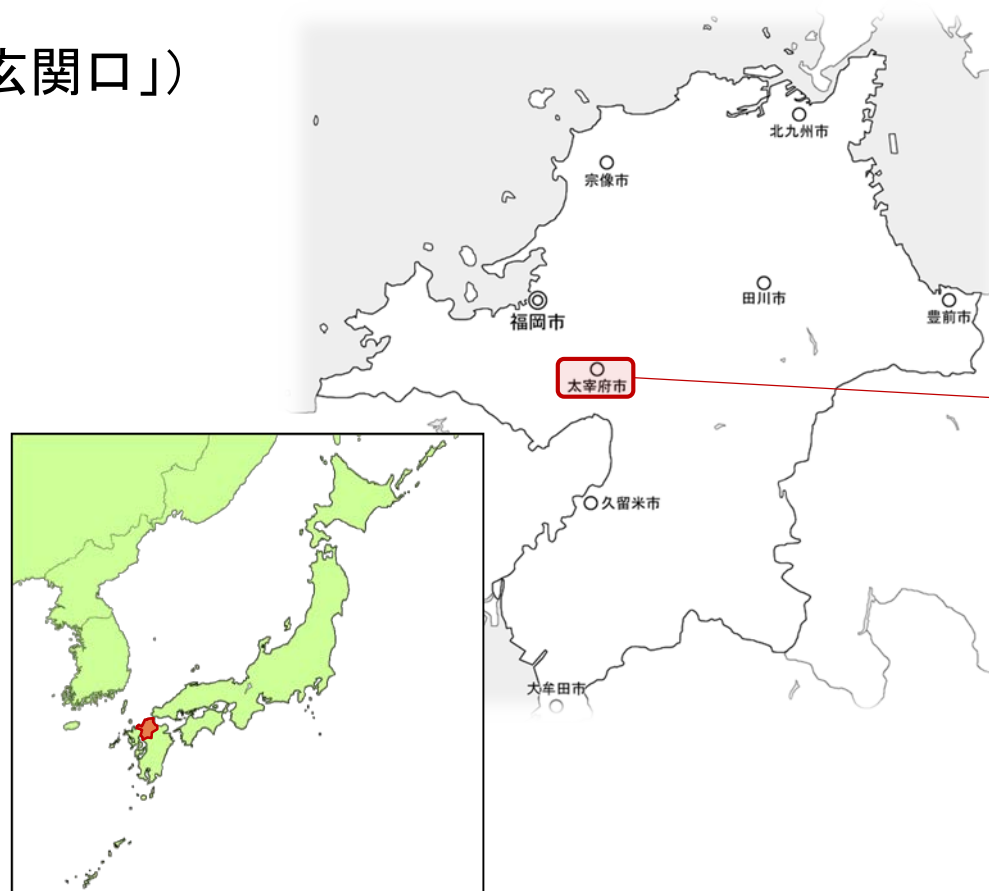 玄関口」）
北九州市
宗像市
田川市
福岡市
豊前市
太宰府市
久留米市
大牟田市